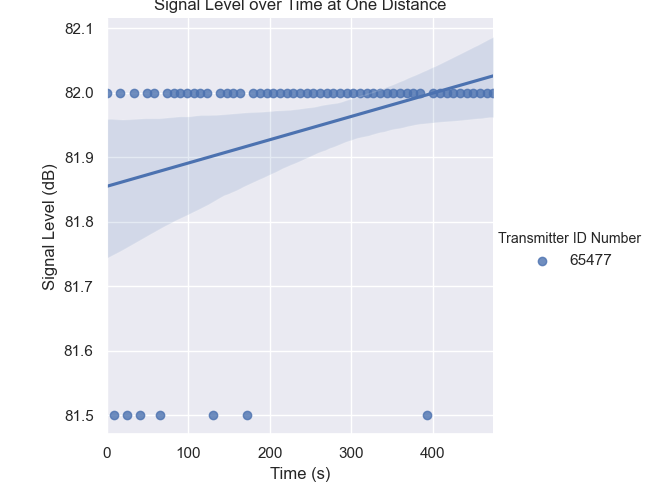 Signal Level over Time at One Distance
82.1
82.0
81.9
81.8
81.7
81.6
81.5
Signal Level (dB)
0 100 200 300 400
Time (s)
Transmitter ID Number
65477